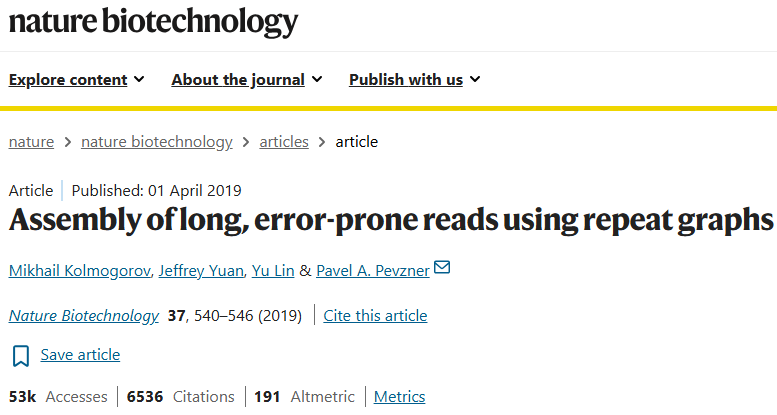 nature biotechnology
Explore content About the journal Publish with us
nature > nature biotechnology > articles > article
Article | Published: 01 April 2019
Assembly of long, error-prone reads using repeat graphs
Mikhail Kolmogorov, Jeffrey Yuan, Yu Lin & Pavel A. Pevzner
Nature Biotechnology 37, 540–546 (2019) | Cite this article
Save article
53k Accesses | 6536 Citations | 191 Altmetric | Metrics